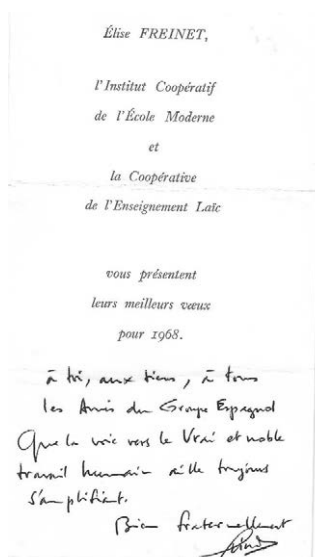 Élise FREINET,
l'Institut Coopératif
de l'École Moderne
et
la Coopérative
de l'Enseignement Laïc
vous présentent
leurs meilleurs vœux
pour 1968.
à toi, aux tiens, à tous
les Amis du Groupe Espagnol
Que la voie vers le Vrai et noble
travail humain aille toujours
s'amplifiant.
Bien fraternellement